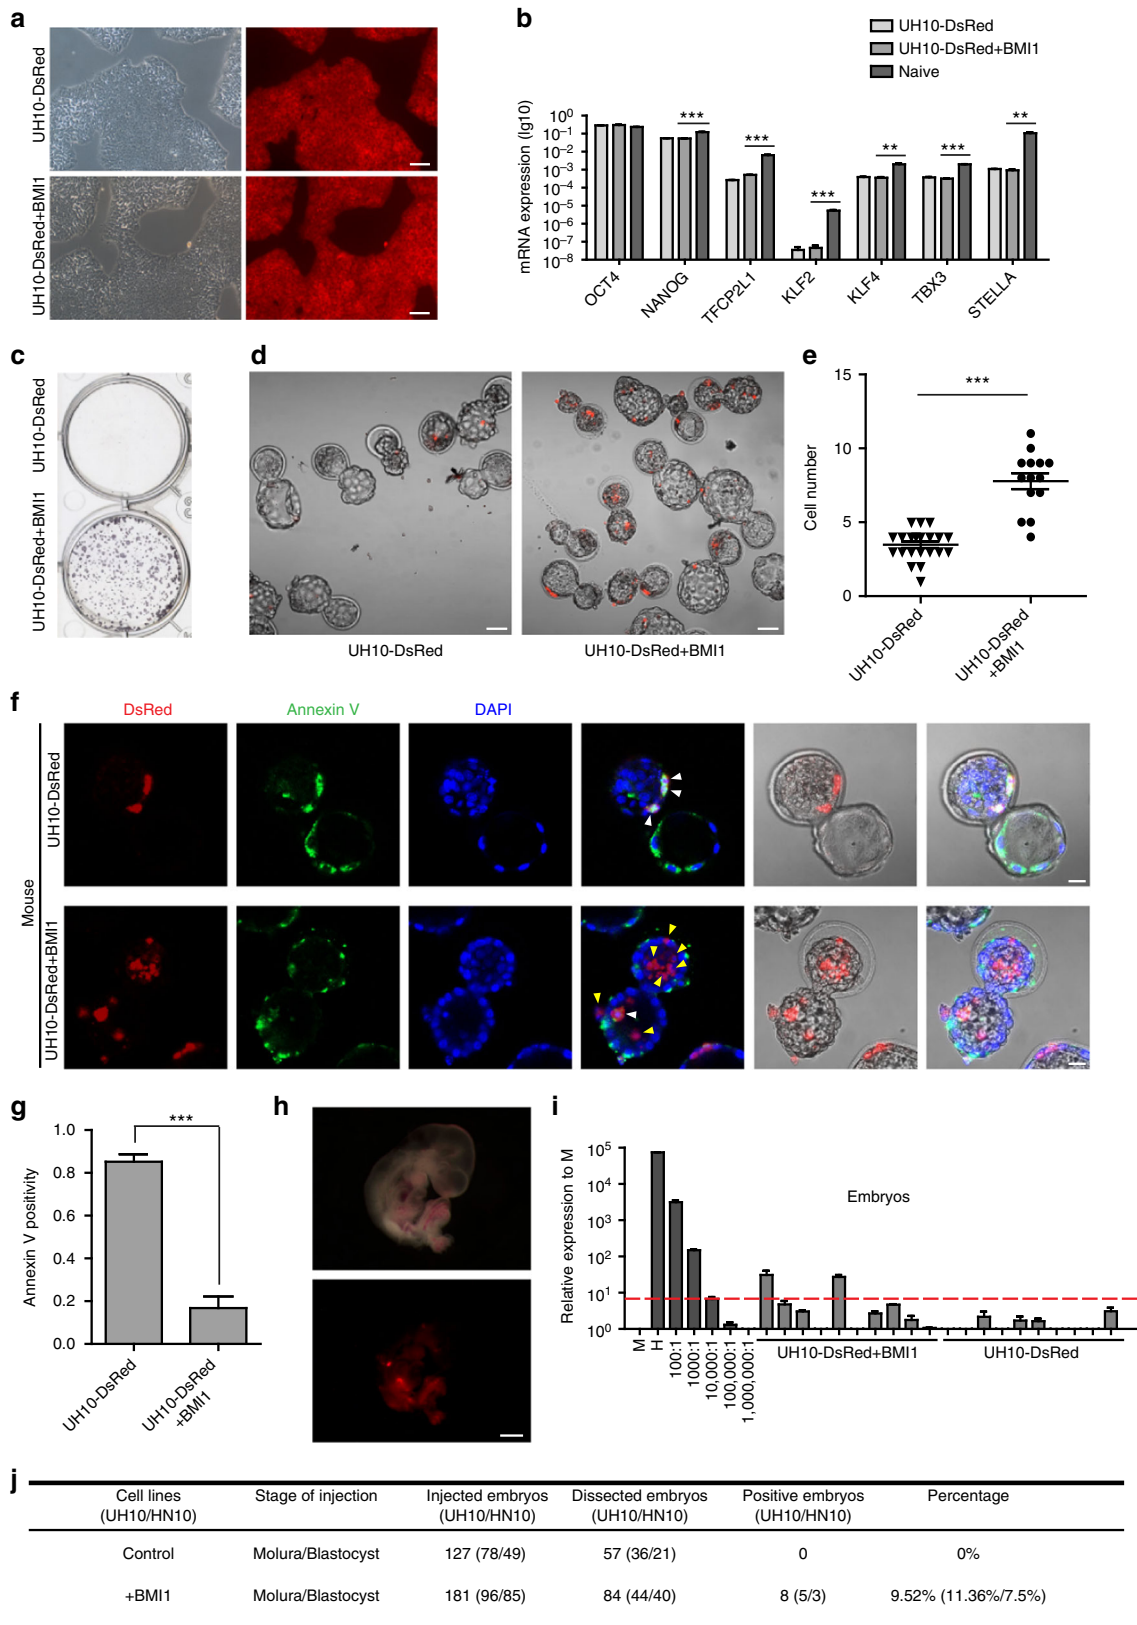 a
UH10-DsRed
UH10-DsRed+BMI1
b
UH10-DsRed
UH10-DsRed+BMI1
Naive
mRNA expression (lg10)
10^0
10^-1
10^-2
10^-3
10^-4
10^-5
10^-6
10^-7
10^-8
*** *** *** ** *** **
OCT4 NANOG TFCP2L1 KLF2 KLF4 TBX3 STELLA
c
UH10-DsRed
UH10-DsRed+BMI1
d
UH10-DsRed UH10-DsRed+BMI1
e
Cell number
15
10
5
0
***
UH10-DsRed
UH10-DsRed
+BMI1
f
DsRed Annexin V DAPI
Mouse
UH10-DsRed
UH10-DsRed+BMI1
g
Annexin V positivity
1.0
0.8
0.6
0.4
0.2
0.0
***
UH10-DsRed
UH10-DsRed
+BMI1
h
i
Relative expression to M
10^5
10^4
10^3
10^2
10^1
10^0
Embryos
M H 100:1 1000:1 10,000:1 100,000:1 1,000,000:1
UH10-DsRed+BMI1 UH10-DsRed
j
Cell lines Stage of injection Injected embryos Dissected embryos Positive embryos Percentage
(UH10/HN10) (UH10/HN10) (UH10/HN10) (UH10/HN10)
Control Molura/Blastocyst 127 (78/49) 57 (36/21) 0 0%
+BMI1 Molura/Blastocyst 181 (96/85) 84 (44/40) 8 (5/3) 9.52% (11.36%/7.5%)